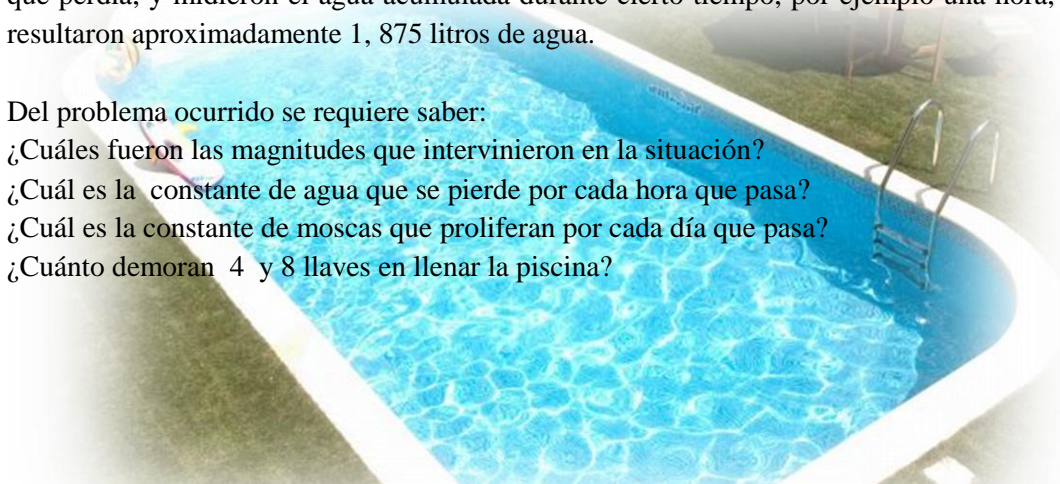 que perdía, y midieron el agua acumulada durante cierto tiempo, por ejemplo una hora,
resultaron aproximadamente 1, 875 litros de agua.
Del problema ocurrido se requiere saber:
¿Cuáles fueron las magnitudes que intervinieron en la situación?
¿Cuál es la  constante de agua que se pierde por cada hora que pasa?
¿Cuál es la constante de moscas que proliferan por cada día que pasa?
¿Cuánto demoran  4  y 8 llaves en llenar la piscina?